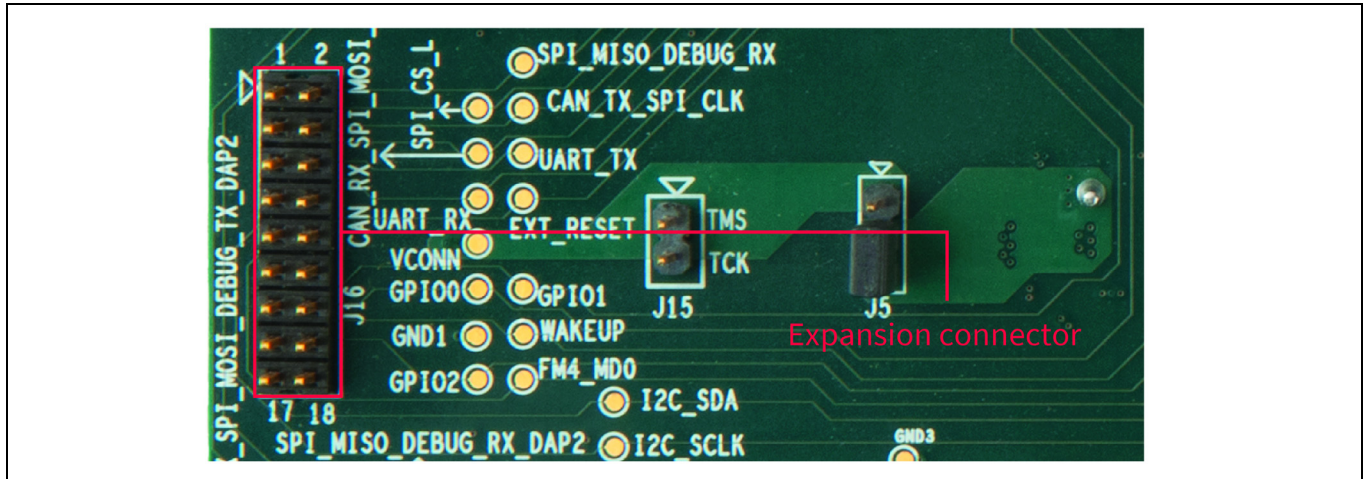 1 2
SPI_MISO_DEBUG_RX
SPI_CS_L
CAN_TX_SPI_CLK
CAN_RX_SPI_MOSI_
UART_TX
SPI_MOSI_DEBUG_TX_DAP2
UART_RX
EXT_RESET
TMS
VCONN
TCK
GPIO0
GPIO1
J16
J15
J5
GND1
WAKEUP
Expansion connector
GPIO2
FM4_MD0
17 18
I2C_SDA
SPI_MISO_DEBUG_RX_DAP2
I2C_SCLK
GND3